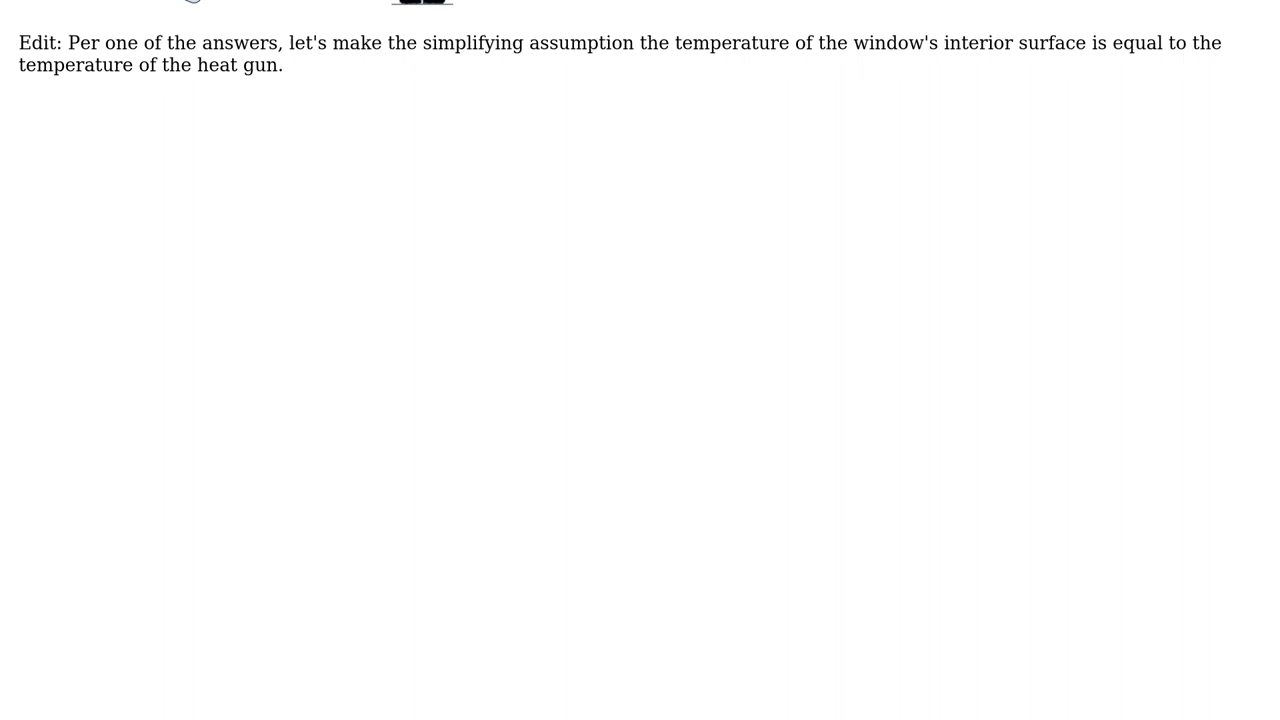 Edit: Per one of the answers, let's make the simplifying assumption the temperature of the window's interior surface is equal to the
temperature of the heat gun.